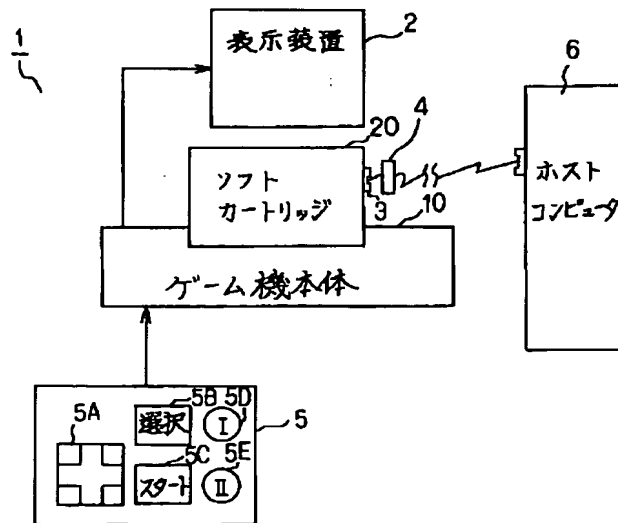 1
表示装置
2
6
4
20
ソフト
カートリッジ
3
10
ホスト
コンピュータ
ゲーム機本体
5A
5B
5D
選択
I
5
5C
5E
スタート
II